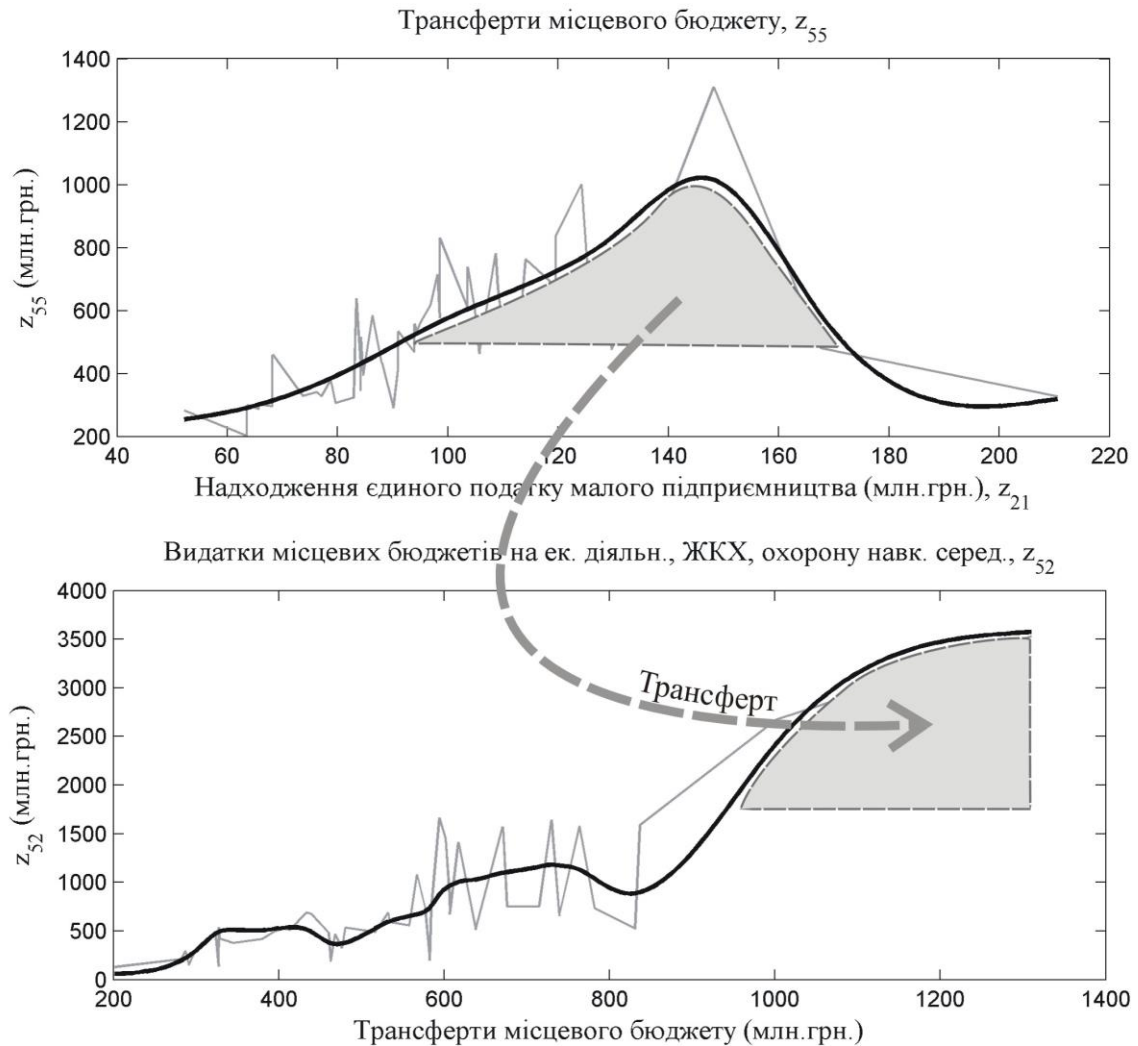 Трансферти місцевого бюджету, z55
1400
1200
1000
800
600
400
200
z55 (млн.грн.)
40 60 80 100 120 140 160 180 200 220
Надходження єдиного податку малого підприємництва (млн.грн.), z21
Видатки місцевих бюджетів на ек. діяльн., ЖКХ, охорону навк. серед., z52
4000
3500
3000
2500
2000
1500
1000
500
0
z52 (млн.грн.)
Трансферт
200 400 600 800 1000 1200 1400
Трансферти місцевого бюджету (млн.грн.)